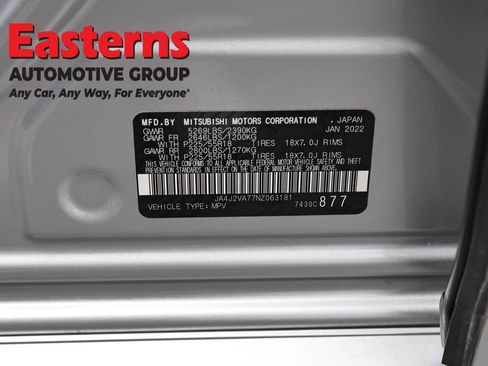 Easterns
AUTOMOTIVE GROUP
Any Car, Any Way, For Everyone®
MFD.BY MITSUBISHI MOTORS CORPORATION . JAPAN
GVWR 5269LBS/2390KG JAN 2022
GAWR FR 2646LBS/1200KG
WITH P225/55R18 TIRES 18X7.0J RIMS
GAWR RR 2800LBS/1270KG
WITH P225/55R18 TIRES 18X7.0J RIMS
THIS VEHICLE CONFORMS TO ALL APPLICABLE FEDERAL MOTOR VEHICLE
SAFETY STANDARDS IN EFFECT ON THE DATE OF
MANUFACTURE SHOWN ABOVE.
JA4J2VA77NZ063181
VEHICLE TYPE: MPV 7430C 877